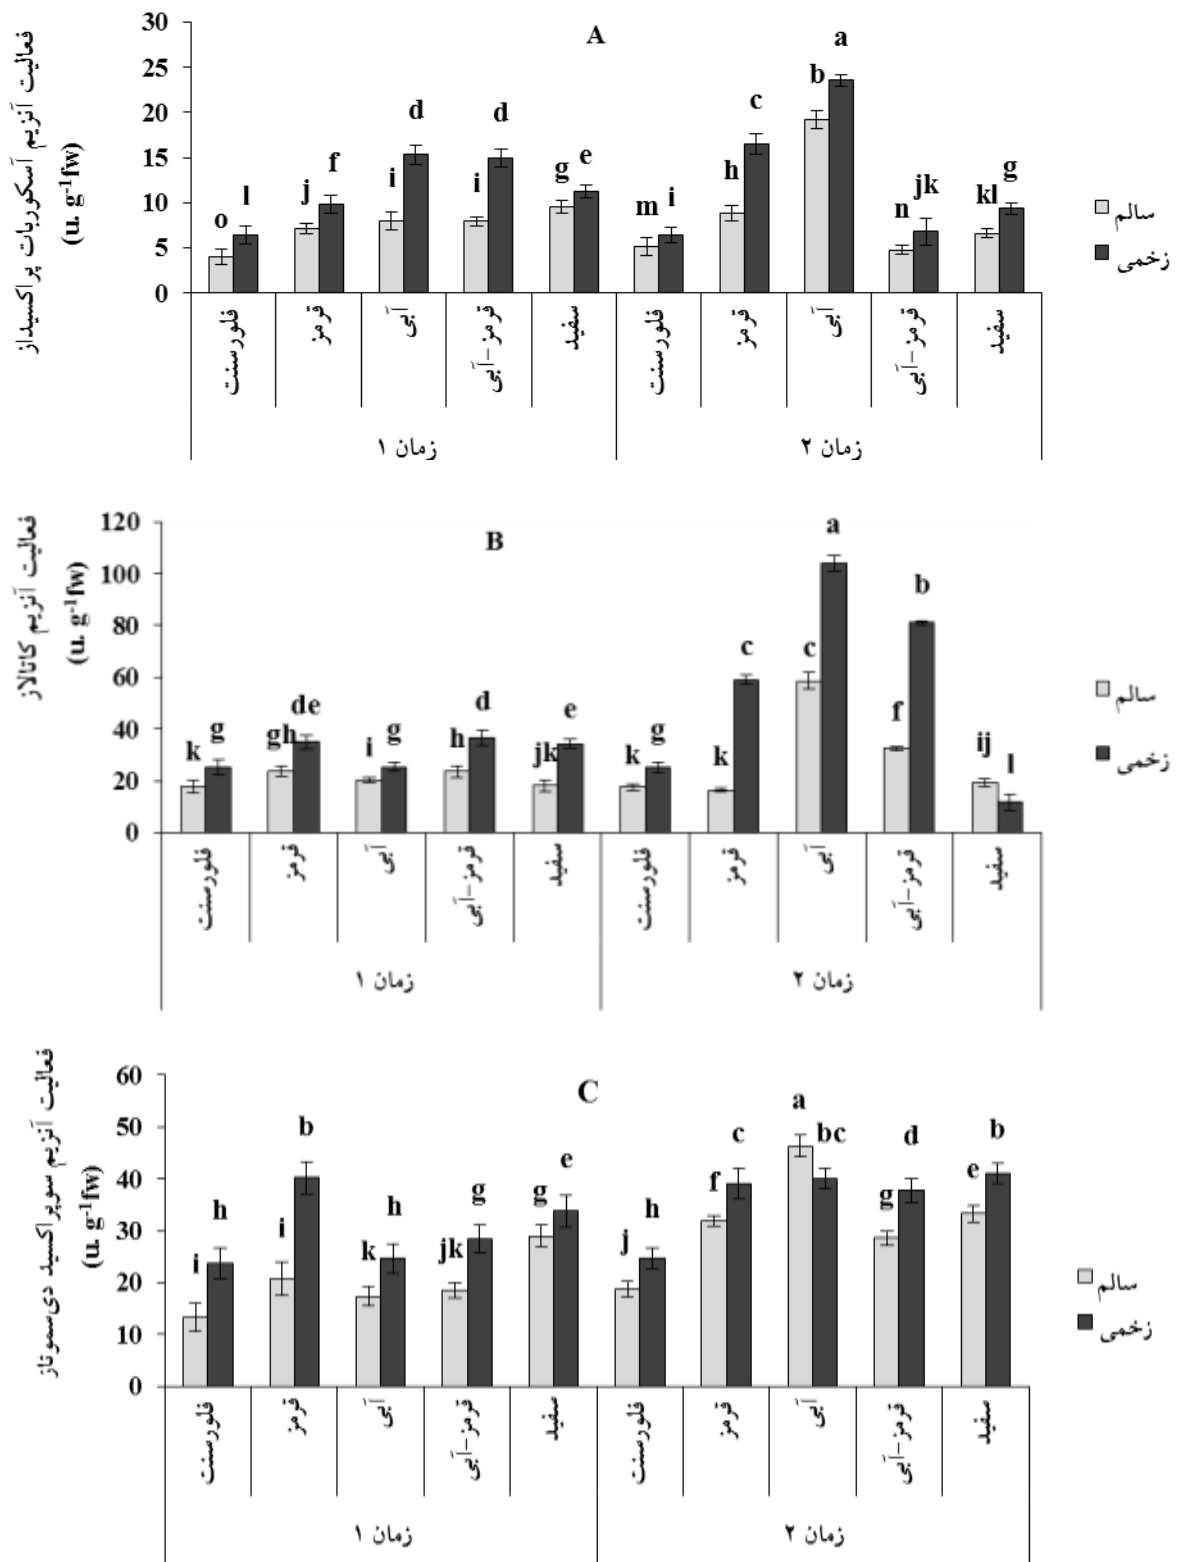 فعالیت آنزیم آسکوربات پراکسیداز
(u. g-1fw)
A
30
25
20
15
10
5
0
o l j f i d i d g e m i h c b a n jk kl g
سالم
زخمی
فلورسنت قرمز آبی قرمز-آبی سفید فلورسنت قرمز آبی قرمز-آبی سفید
زمان ۱ زمان ۲
فعالیت آنزیم کاتالاز
(u. g-1fw)
B
120
100
80
60
40
20
0
k g gh de i g h d jk e k g k c c a f b ij l
سالم
زخمی
فلورسنت قرمز آبی قرمز-آبی سفید فلورسنت قرمز آبی قرمز-آبی سفید
زمان ۱ زمان ۲
فعالیت آنزیم سوپراکسید دی‌سموتاز
(u. g-1fw)
C
60
50
40
30
20
10
0
i h i b k h jk g g e j h f c a bc g d e b
سالم
زخمی
فلورسنت قرمز آبی قرمز-آبی سفید فلورسنت قرمز آبی قرمز-آبی سفید
زمان ۱ زمان ۲